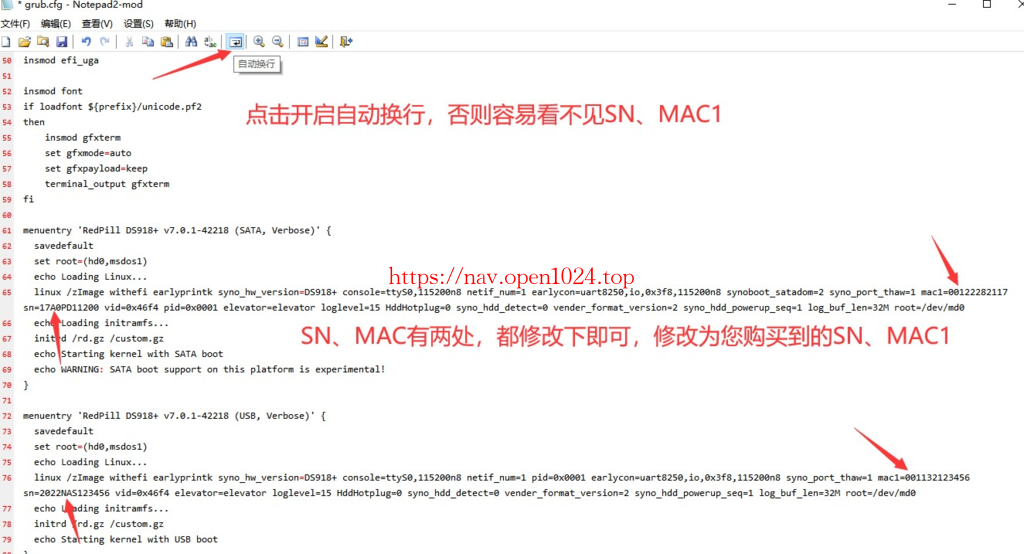 * grub.cfg - Notepad2-mod
文件(F) 编辑(E) 查看(V) 设置(S) 帮助(H)
自动换行
50 insmod efi_uga
51
52 insmod font
53 if loadfont ${prefix}/unicode.pf2
54 then
55 insmod gfxterm
56 set gfxmode=auto
57 set gfxpayload=keep
58 terminal_output gfxterm
59 fi
点击开启自动换行，否则容易看不见SN、MAC1
60
61 menuentry 'RedPill DS918+ v7.0.1-42218 (SATA, Verbose)' {
62 savedefault
63 set root=(hd0,msdos1)
64 echo Loading Linux...
https://nav.open1024.top
65 linux /zImage withefi earlyprintk syno_hw_version=DS918+ console=ttyS0,115200n8 netif_num=1 earlycon=uart8250,io,0x3f8,115200n8 synoboot_satadom=2 syno_port_thaw=1 mac1=00122282117
sn=17A0PD11200 vid=0x46f4 pid=0x0001 elevator=elevator loglevel=15 HddHotplug=0 syno_hdd_detect=0 vender_format_version=2 syno_hdd_powerup_seq=1 log_buf_len=32M root=/dev/md0
66 echo Loading initramfs...
67 initrd /rd.gz /custom.gz
68 echo Starting kernel with SATA boot
69 echo WARNING: SATA boot support on this platform is experimental!
70 }
SN、MAC有两处，都修改下即可，修改为您购买到的SN、MAC1
71
72 menuentry 'RedPill DS918+ v7.0.1-42218 (USB, Verbose)' {
73 savedefault
74 set root=(hd0,msdos1)
75 echo Loading Linux...
76 linux /zImage withefi earlyprintk syno_hw_version=DS918+ console=ttyS0,115200n8 netif_num=1 pid=0x0001 earlycon=uart8250,io,0x3f8,115200n8 syno_port_thaw=1 mac1=001132123456
sn=2022NAS123456 vid=0x46f4 elevator=elevator loglevel=15 HddHotplug=0 syno_hdd_detect=0 vender_format_version=2 syno_hdd_powerup_seq=1 log_buf_len=32M root=/dev/md0
77 echo Loading initramfs...
78 initrd /rd.gz /custom.gz
79 echo Starting kernel with USB boot